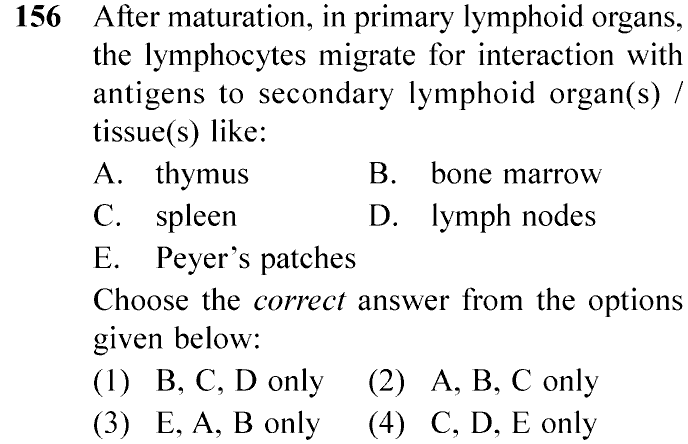 156 After maturation, in primary lymphoid organs,
the lymphocytes migrate for interaction with
antigens to secondary lymphoid organ(s) /
tissue(s) like:
A. thymus B. bone marrow
C. spleen D. lymph nodes
E. Peyer's patches
Choose the correct answer from the options
given below:
(1) B, C, D only (2) A, B, C only
(3) E, A, B only (4) C, D, E only